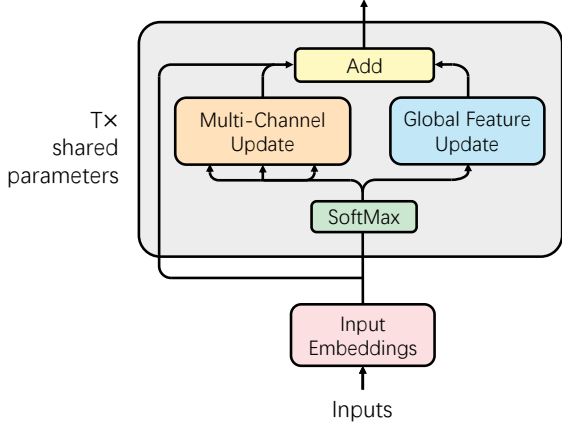 Add
Multi-Channel
Update
Global Feature
Update
T×
shared
parameters
SoftMax
Input
Embeddings
Inputs